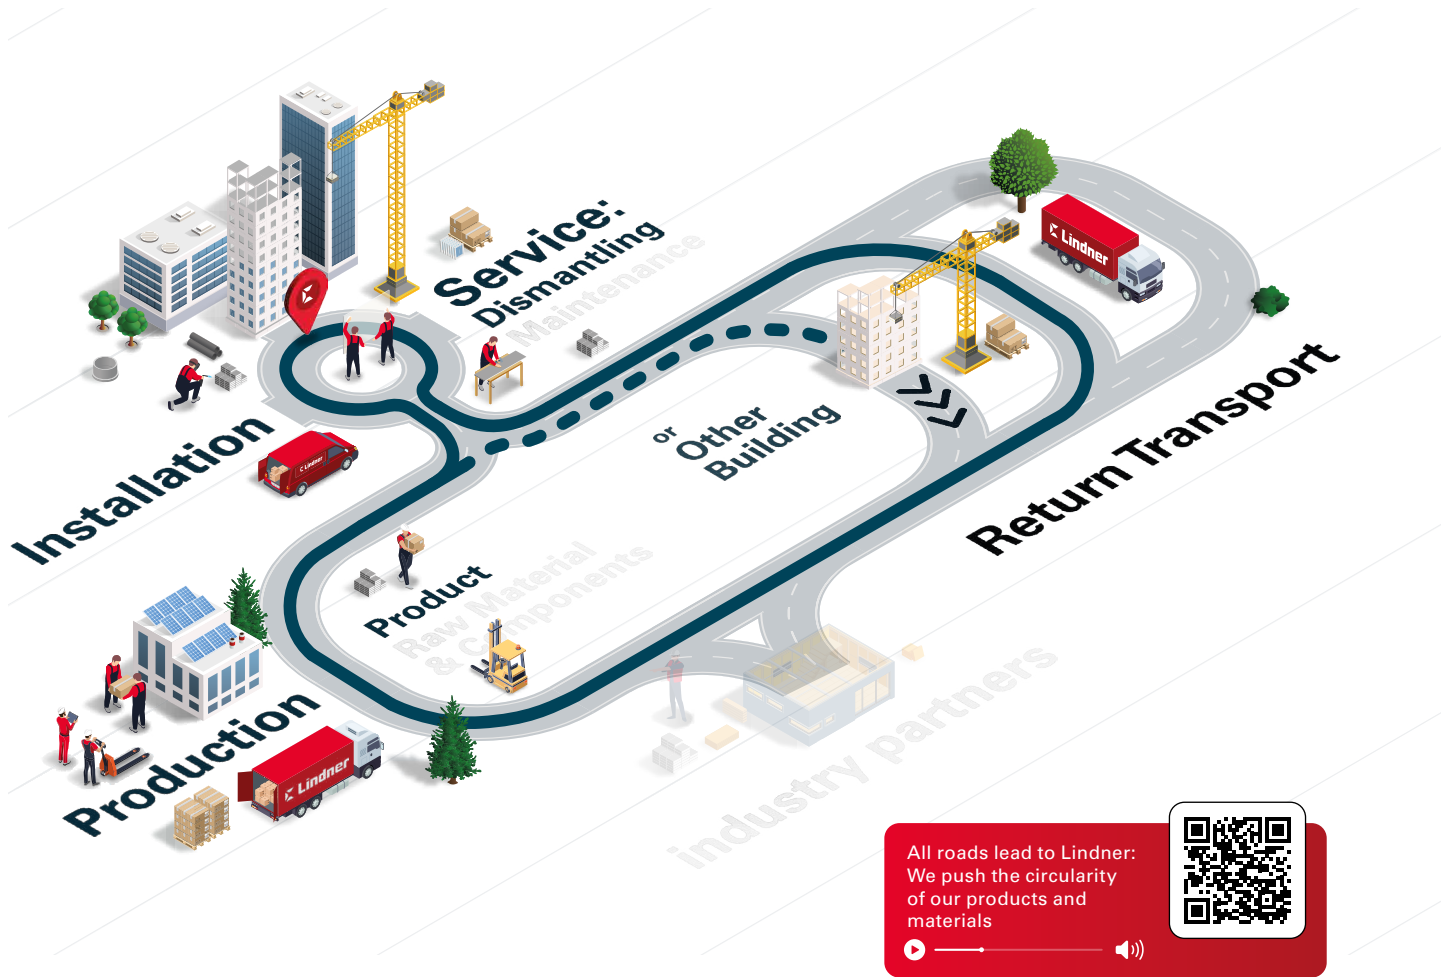 Service:
Dismantling
Maintenance
Lindner
Return Transport
or
Other
Building
Installation
Lindner
Product
Raw Material
& Components
Production
Lindner
industry partners
All roads lead to Lindner:
We push the circularity
of our products and
materials